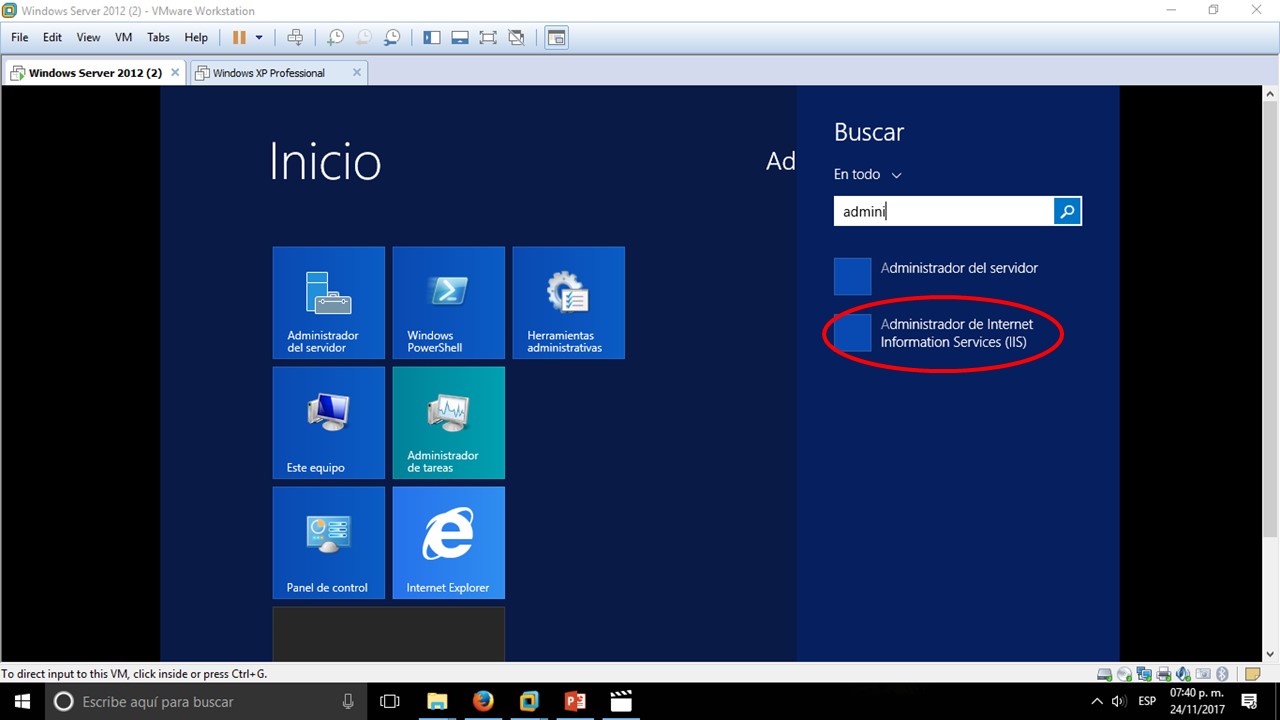 Windows Server 2012 (2) - VMware Workstation
File Edit View VM Tabs Help
Windows Server 2012 (2)
Windows XP Professional
Inicio
Ad
Buscar
En todo
admini
Administrador del servidor
Administrador de Internet
Information Services (IIS)
Administrador
del servidor
Windows
PowerShell
Herramientas
administrativas
Este equipo
Administrador
de tareas
Panel de control
Internet Explorer
To direct input to this VM, click inside or press Ctrl+G.
Escribe aquí para buscar
ESP
07:40 p. m.
24/11/2017